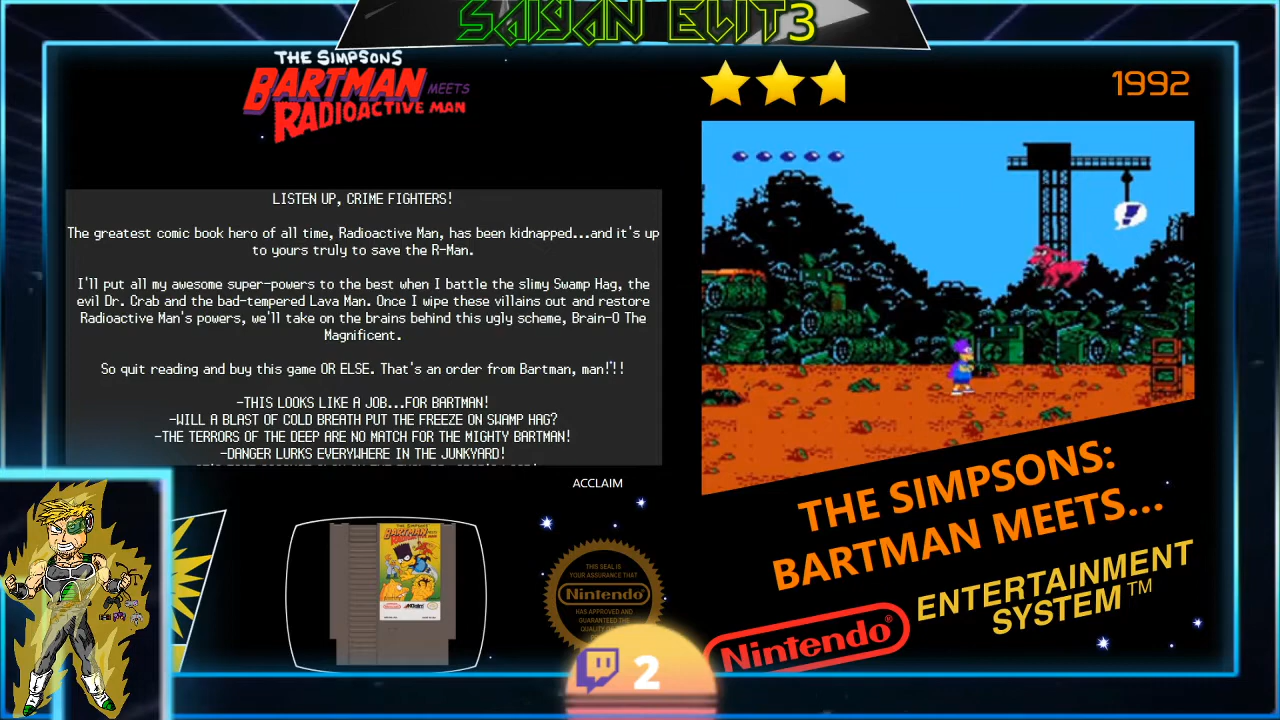 SAIYAN ELIT3
THE SIMPSONS
BARTMAN MEETS
RADIOACTIVE MAN
1992
LISTEN UP, CRIME FIGHTERS!
The greatest comic book hero of all time, Radioactive Man, has been kidnapped...and it's up
to yours truly to save the R-Man.
I'll put all my awesome super-powers to the best when I battle the slimy Swamp Hag, the
evil Dr. Crab and the bad-tempered Lava Man. Once I wipe these villains out and restore
Radioactive Man's powers, we'll take on the brains behind this ugly scheme, Brain-O The
Magnificent.
So quit reading and buy this game OR ELSE. That's an order from Bartman, man!'!!
-THIS LOOKS LIKE A JOB...FOR BARTMAN!
-WILL A BLAST OF COLD BREATH PUT THE FREEZE ON SWAMP HAG?
-THE TERRORS OF THE DEEP ARE NO MATCH FOR THE MIGHTY BARTMAN!
-DANGER LURKS EVERYWHERE IN THE JUNKYARD!
ACCLAIM
THE SIMPSONS:
BARTMAN MEETS...
THIS SEAL IS
YOUR ASSURANCE THAT
Nintendo
HAS APPROVED AND
GUARANTEED THE
Nintendo®
ENTERTAINMENT
SYSTEM™
2